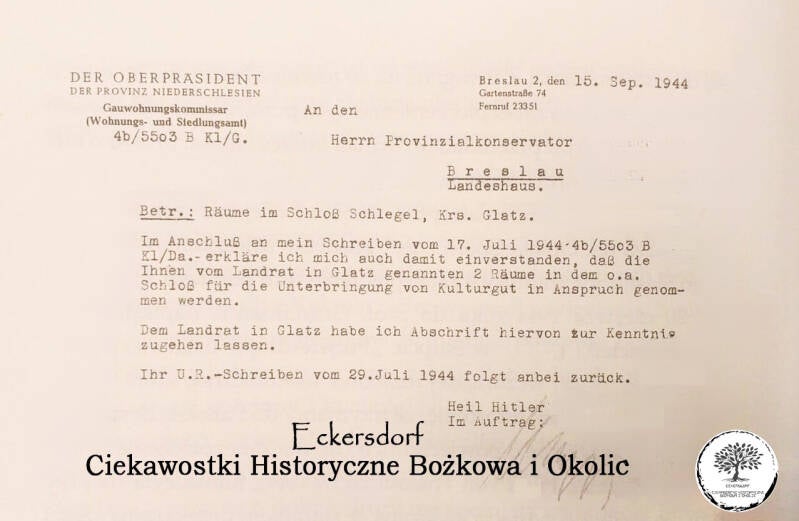 DER OBERPRÄSIDENT
DER PROVINZ NIEDERSCHLESIEN
Gauwohnungskommissar
(Wohnungs- und Siedlungsamt)
4b/5503 B Kl/G.
Breslau 2, den 15. Sep. 1944
Gartenstraße 74
Fernruf 23351
An den
Herrn Provinzialkonservator
Breslau
Landeshaus.
Betr.: Räume im Schloß Schlegel, Krs. Glatz.
Im Anschluß an mein Schreiben vom 17. Juli 1944-4b/5503 B
Kl/Da.- erkläre ich mich auch damit einverstanden, daß die
Ihnen vom Landrat in Glatz genannten 2 Räume in dem o.a.
Schloß für die Unterbringung von Kulturgut in Anspruch genom-
men werden.
Dem Landrat in Glatz habe ich Abschrift hiervon zur Kenntnis
zugehen lassen.
Ihr U.R.-Schreiben vom 29.Juli 1944 folgt anbei zurück.
Heil Hitler
Im Auftrag:
Eckersdorf
Ciekawostki Historyczne Bożkowa i Okolic